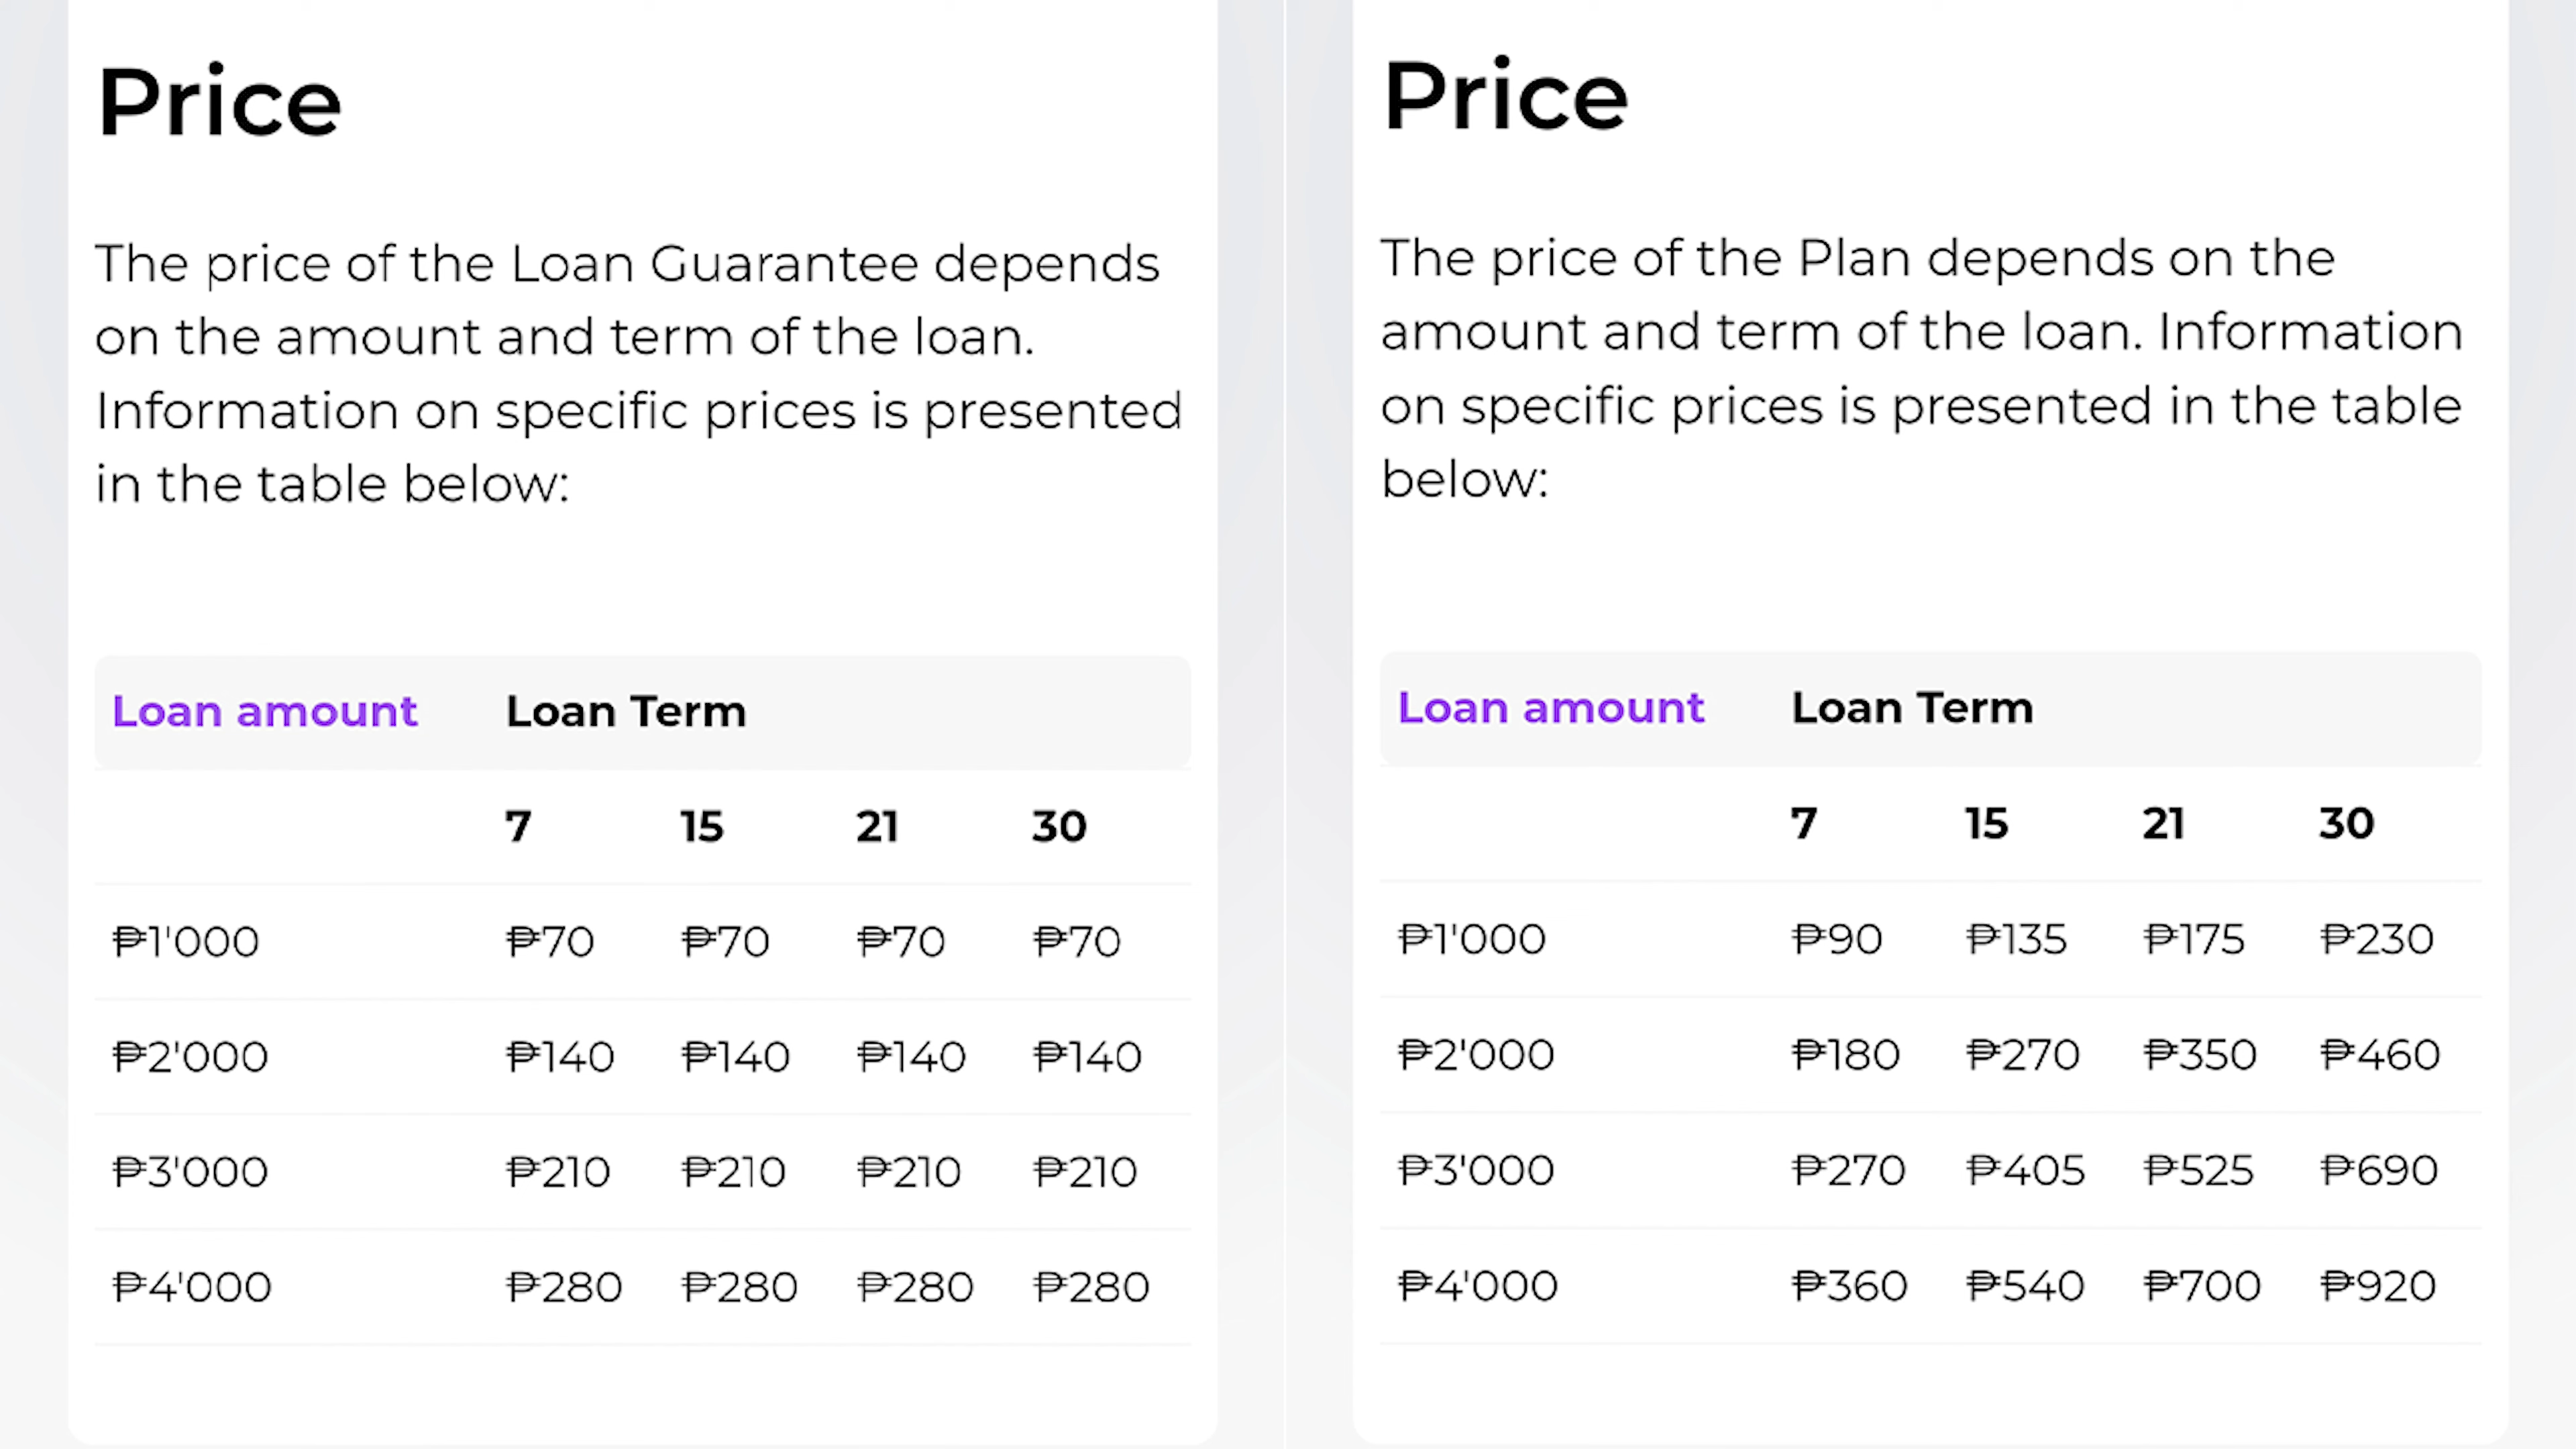 Price
The price of the Loan Guarantee depends
on the amount and term of the loan.
Information on specific prices is presented
in the table below:
Loan amount Loan Term
7 15 21 30
₱1'000 ₱70 ₱70 ₱70 ₱70
₱2'000 ₱140 ₱140 ₱140 ₱140
₱3'000 ₱210 ₱210 ₱210 ₱210
₱4'000 ₱280 ₱280 ₱280 ₱280
Price
The price of the Plan depends on the
amount and term of the loan. Information
on specific prices is presented in the table
below:
Loan amount Loan Term
7 15 21 30
₱1'000 ₱90 ₱135 ₱175 ₱230
₱2'000 ₱180 ₱270 ₱350 ₱460
₱3'000 ₱270 ₱405 ₱525 ₱690
₱4'000 ₱360 ₱540 ₱700 ₱920